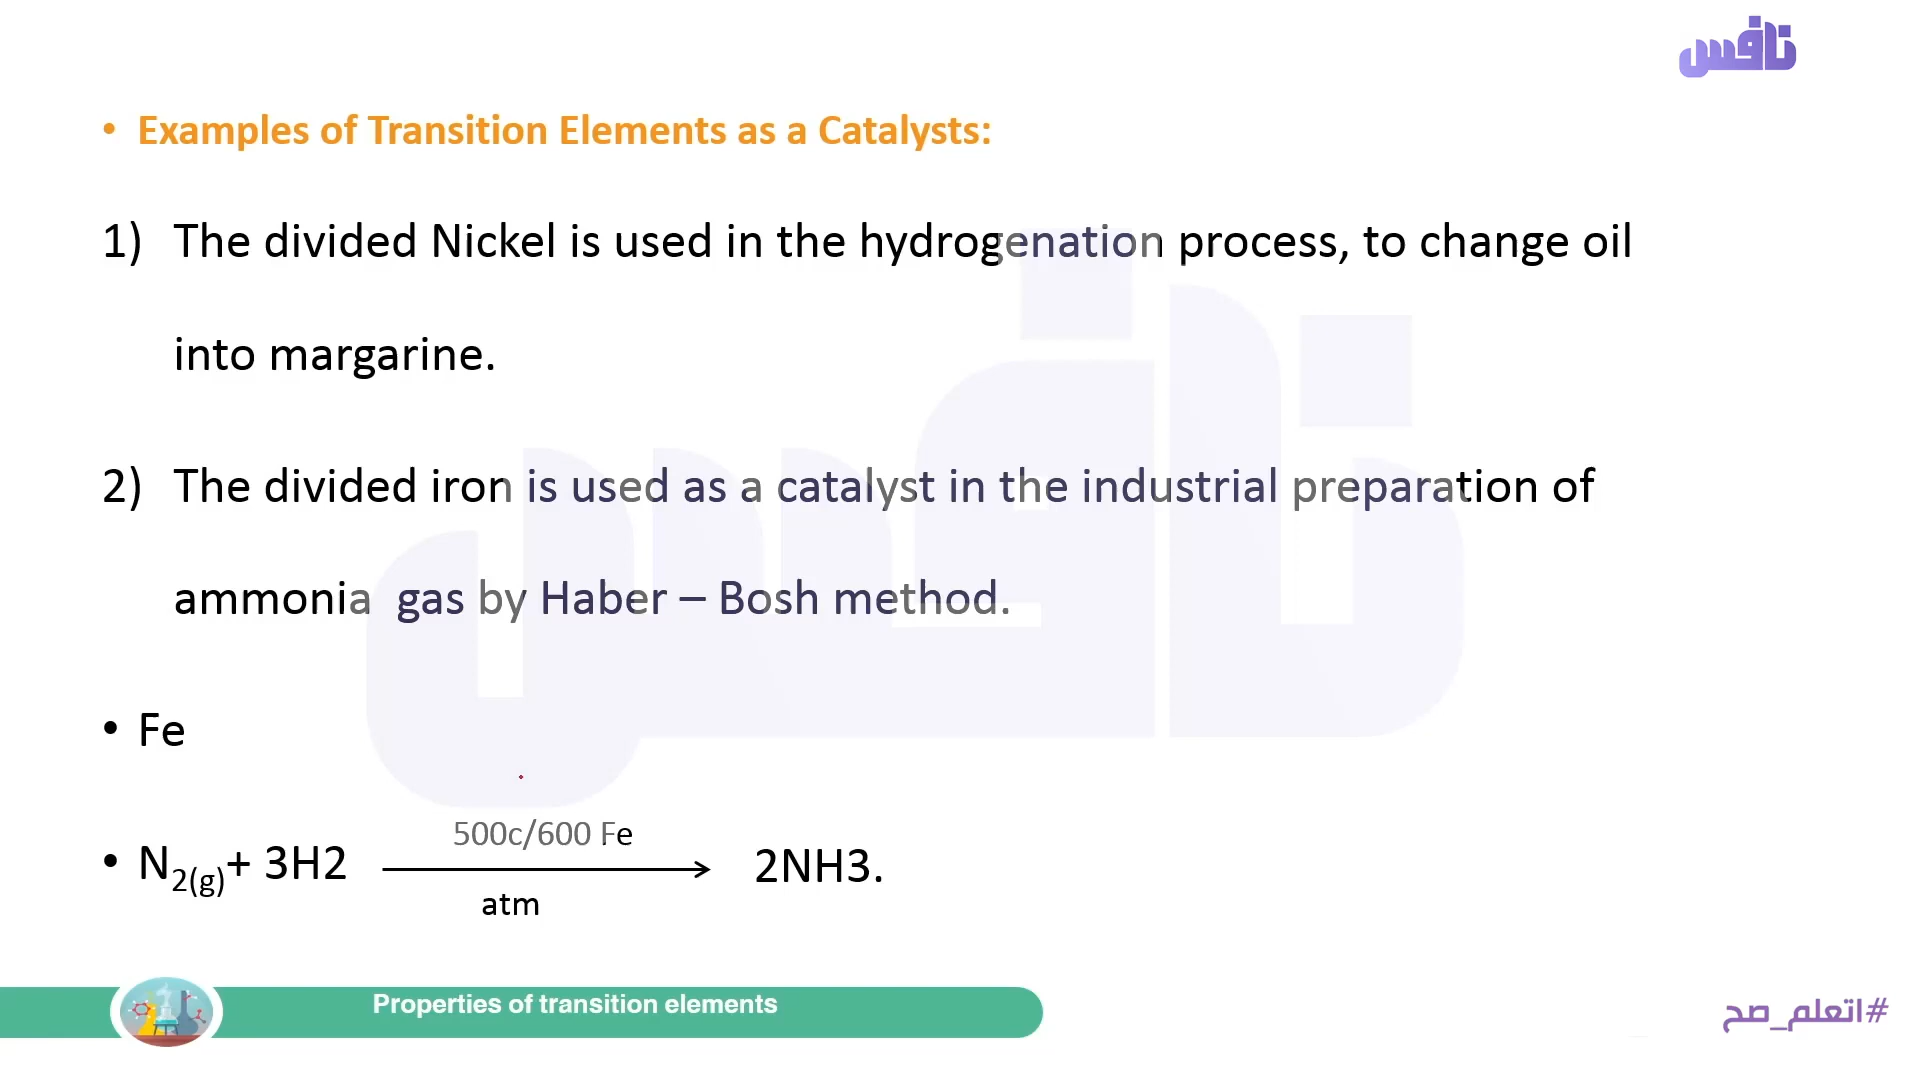 نافس
• Examples of Transition Elements as a Catalysts:
1) The divided Nickel is used in the hydrogenation process, to change oil
into margarine.
2) The divided iron is used as a catalyst in the industrial preparation of
ammonia gas by Haber – Bosh method.
• Fe
500c/600 Fe
• N2(g)+ 3H2 → 2NH3.
atm
Properties of transition elements
#اتعلم_صح